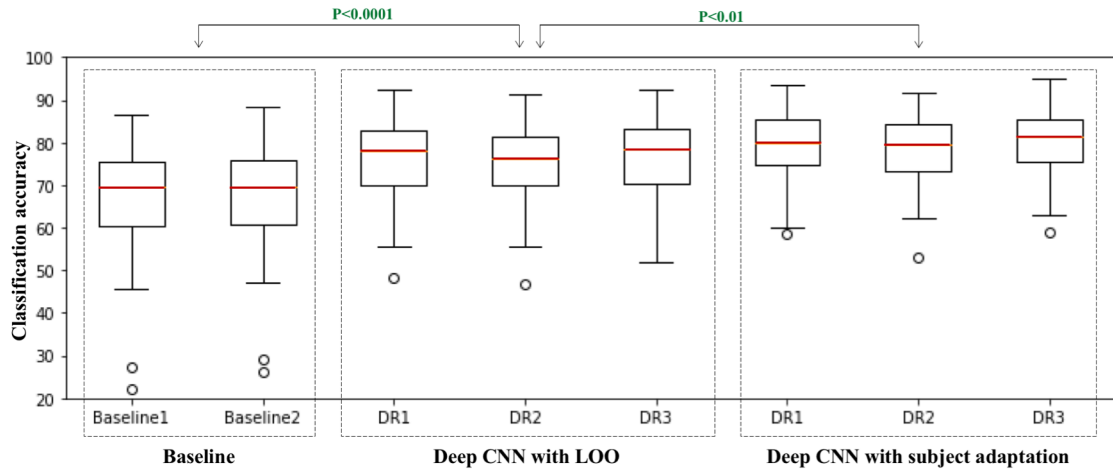 P<0.0001
P<0.01
Classification accuracy
100
90
80
70
60
50
40
30
20
Baseline1 Baseline2 DR1 DR2 DR3 DR1 DR2 DR3
Baseline Deep CNN with LOO Deep CNN with subject adaptation